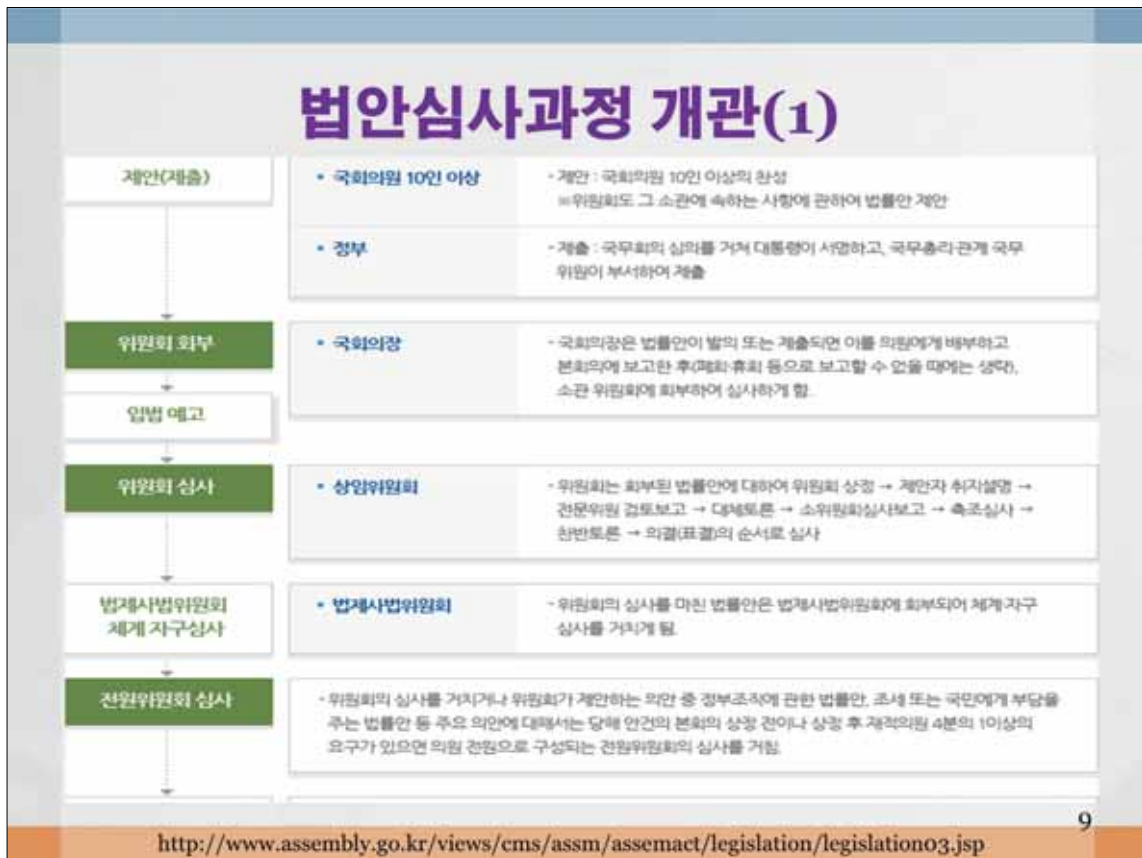 법안심사과정 개관(1)
제안(제출)
• 국회의원 10인 이상
- 제안 : 국회의원 10인 이상의 찬성
※위원회도 그 소관에 속하는 사항에 관하여 법률안 제안
• 정부
- 제출 : 국무회의 심의를 거쳐 대통령이 서명하고, 국무총리·관계 국무
위원이 부서하여 제출
위원회 회부
• 국회의장
- 국회의장은 법률안이 발의 또는 제출되면 이를 의원에게 배부하고
본회의에 보고한 후(폐회·휴회 등으로 보고할 수 없을 때에는 생략),
소관 위원회에 회부하여 심사하게 함.
입법 예고
위원회 심사
• 상임위원회
- 위원회는 회부된 법률안에 대하여 위원회 상정 → 제안자 취지설명 →
전문위원 검토보고 → 대체토론 → 소위원회심사보고 → 축조심사 →
찬반토론 → 의결(표결)의 순서로 심사
법제사법위원회
체계 자구심사
• 법제사법위원회
- 위원회의 심사를 마친 법률안은 법제사법위원회에 회부되어 체계·자구
심사를 거치게 됨.
전원위원회 심사
- 위원회의 심사를 거치거나 위원회가 제안하는 의안 중 정부조직에 관한 법률안, 조세 또는 국민에게 부담을
주는 법률안 등 주요 의안에 대해서는 당해 안건의 본회의 상정 전이나 상정 후 재적의원 4분의 1이상의
요구가 있으면 의원 전원으로 구성되는 전원위원회의 심사를 거침.
9
http://www.assembly.go.kr/views/cms/assm/assemact/legislation/legislation03.jsp